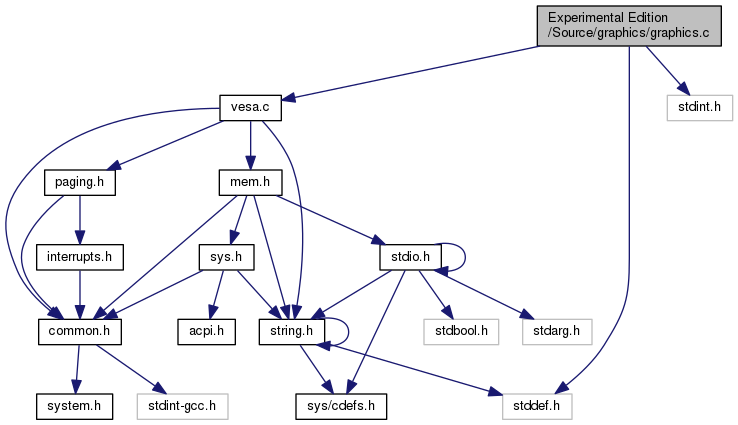 Experimental Edition
/Source/graphics/graphics.c
vesa.c
stdint.h
paging.h
mem.h
interrupts.h
sys.h
stdio.h
common.h
acpi.h
string.h
stdbool.h
stdarg.h
system.h
stdint-gcc.h
sys/cdefs.h
stddef.h